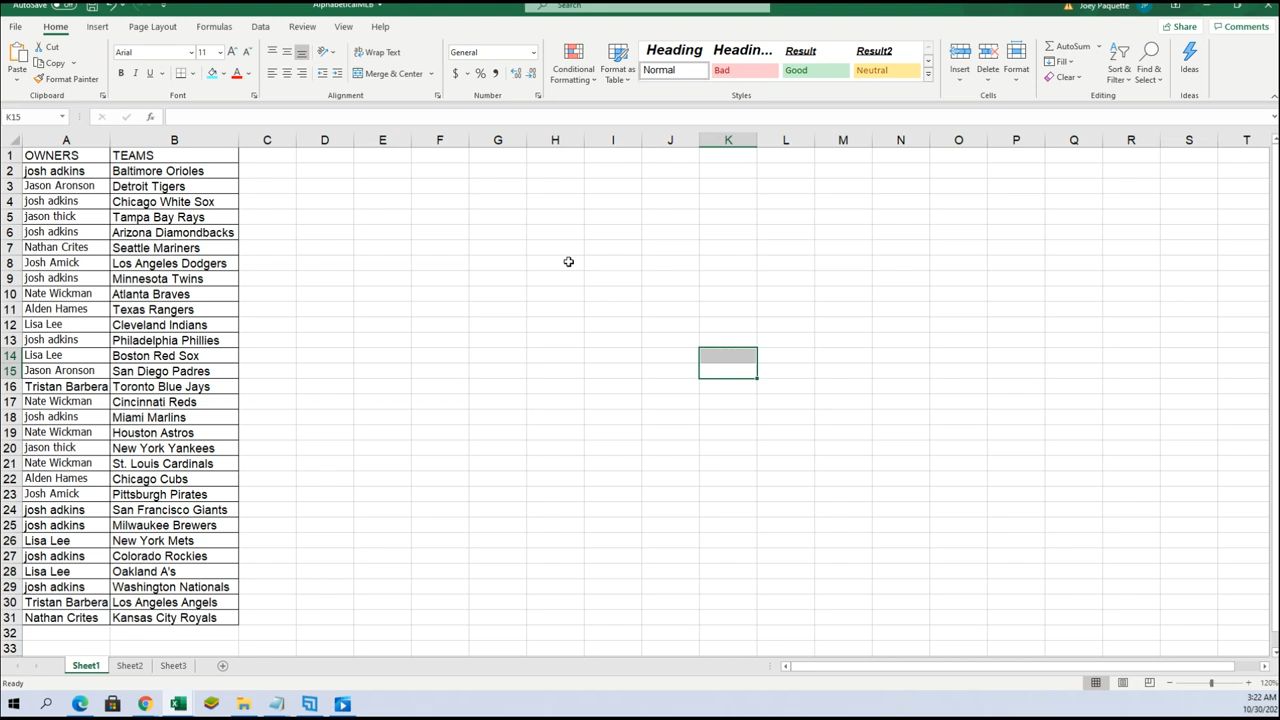 AutoSave Off AlphabeticalMLB Search Joey Paquette JP
File Home Insert Page Layout Formulas Data Review View Help Share Comments
Paste Cut Copy Format Painter Clipboard
Arial 11 A A B I U A Font
Wrap Text Merge & Center Alignment
General $ % , Number
Conditional Formatting Format as Table
Heading Headin... Result Result2
Normal Bad Good Neutral
Styles
Insert Delete Format Cells
AutoSum Fill Clear Sort & Filter Find & Select Editing
Ideas Ideas
K15 fx
A B C D E F G H I J K L M N O P Q R S T
1 OWNERS TEAMS
2 josh adkins Baltimore Orioles
3 Jason Aronson Detroit Tigers
4 josh adkins Chicago White Sox
5 jason thick Tampa Bay Rays
6 josh adkins Arizona Diamondbacks
7 Nathan Crites Seattle Mariners
8 Josh Amick Los Angeles Dodgers
9 josh adkins Minnesota Twins
10 Nate Wickman Atlanta Braves
11 Alden Hames Texas Rangers
12 Lisa Lee Cleveland Indians
13 josh adkins Philadelphia Phillies
14 Lisa Lee Boston Red Sox
15 Jason Aronson San Diego Padres
16 Tristan Barbera Toronto Blue Jays
17 Nate Wickman Cincinnati Reds
18 josh adkins Miami Marlins
19 Nate Wickman Houston Astros
20 jason thick New York Yankees
21 Nate Wickman St. Louis Cardinals
22 Alden Hames Chicago Cubs
23 Josh Amick Pittsburgh Pirates
24 josh adkins San Francisco Giants
25 josh adkins Milwaukee Brewers
26 Lisa Lee New York Mets
27 josh adkins Colorado Rockies
28 Lisa Lee Oakland A's
29 josh adkins Washington Nationals
30 Tristan Barbera Los Angeles Angels
31 Nathan Crites Kansas City Royals
32
33
Sheet1 Sheet2 Sheet3
Ready 120%
3:22 AM
10/30/202